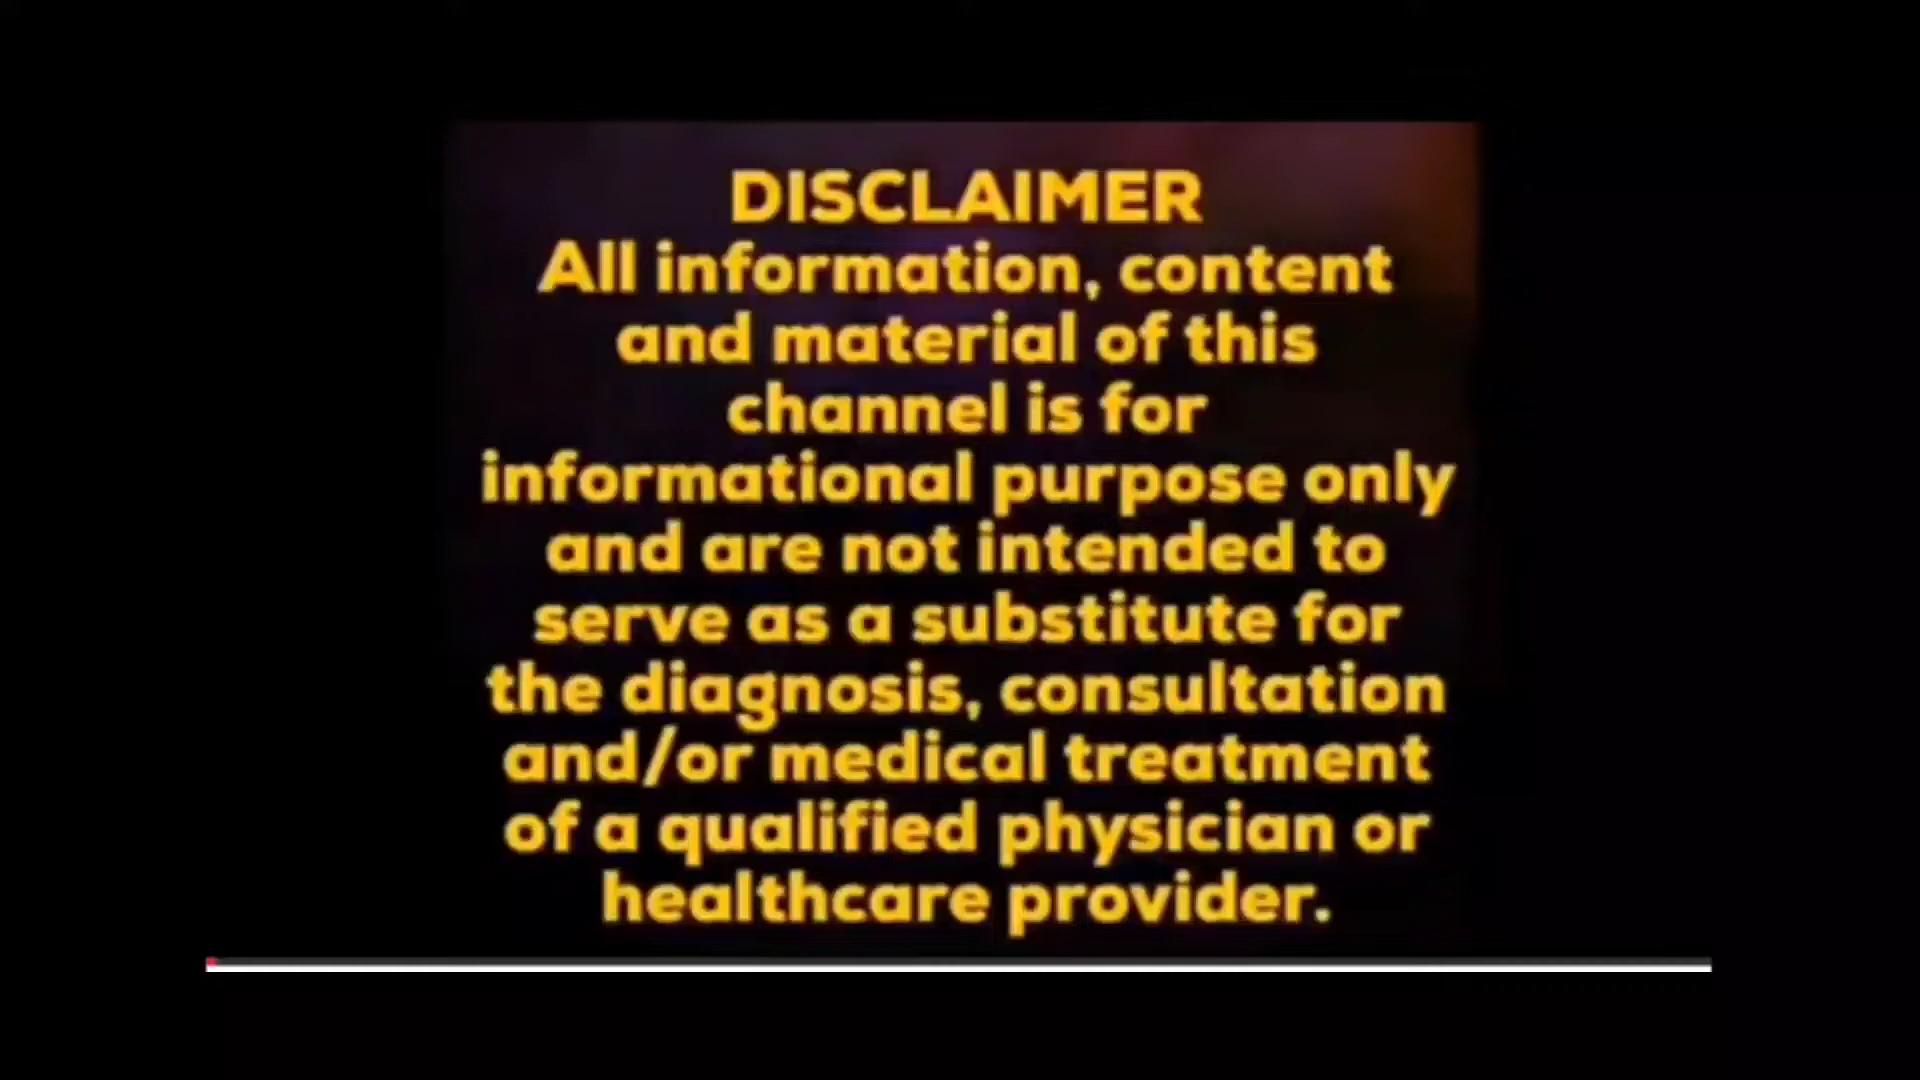 DISCLAIMER
All information, content
and material of this
channel is for
informational purpose only
and are not intended to
serve as a substitute for
the diagnosis, consultation
and/or medical treatment
of a qualified physician or
healthcare provider.